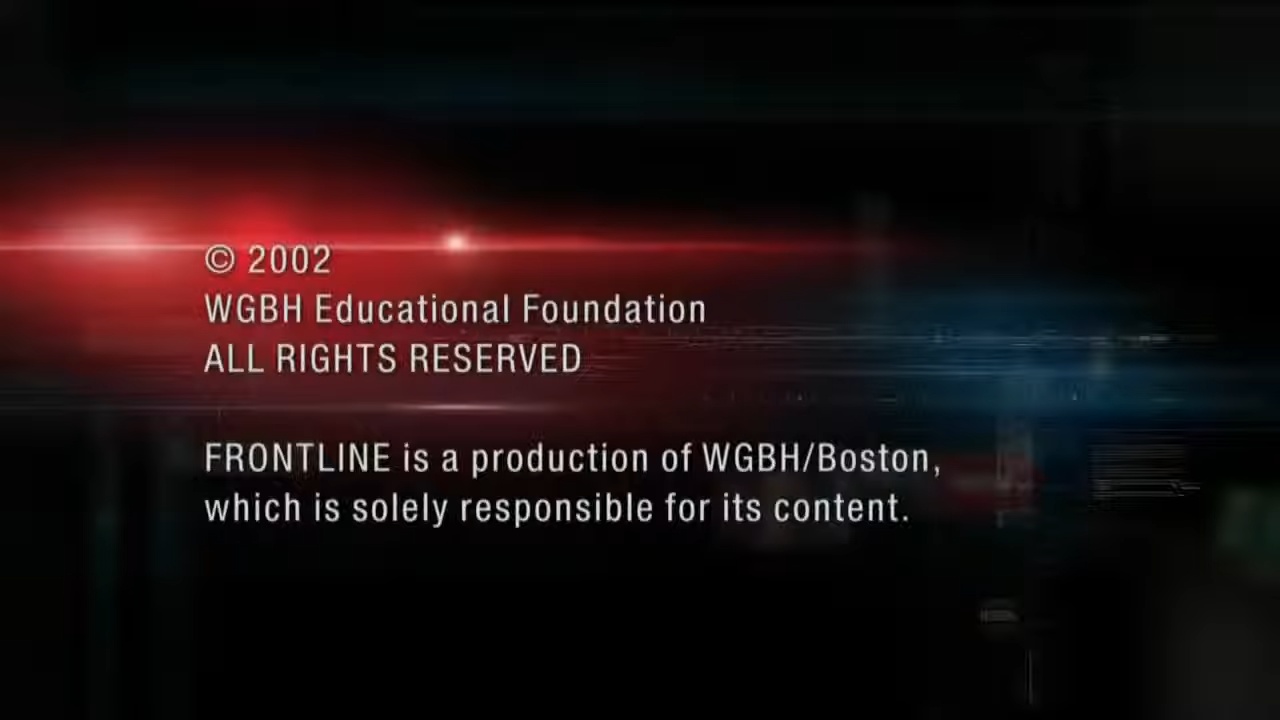 © 2002
WGBH Educational Foundation
ALL RIGHTS RESERVED
FRONTLINE is a production of WGBH/Boston,
which is solely responsible for its content.